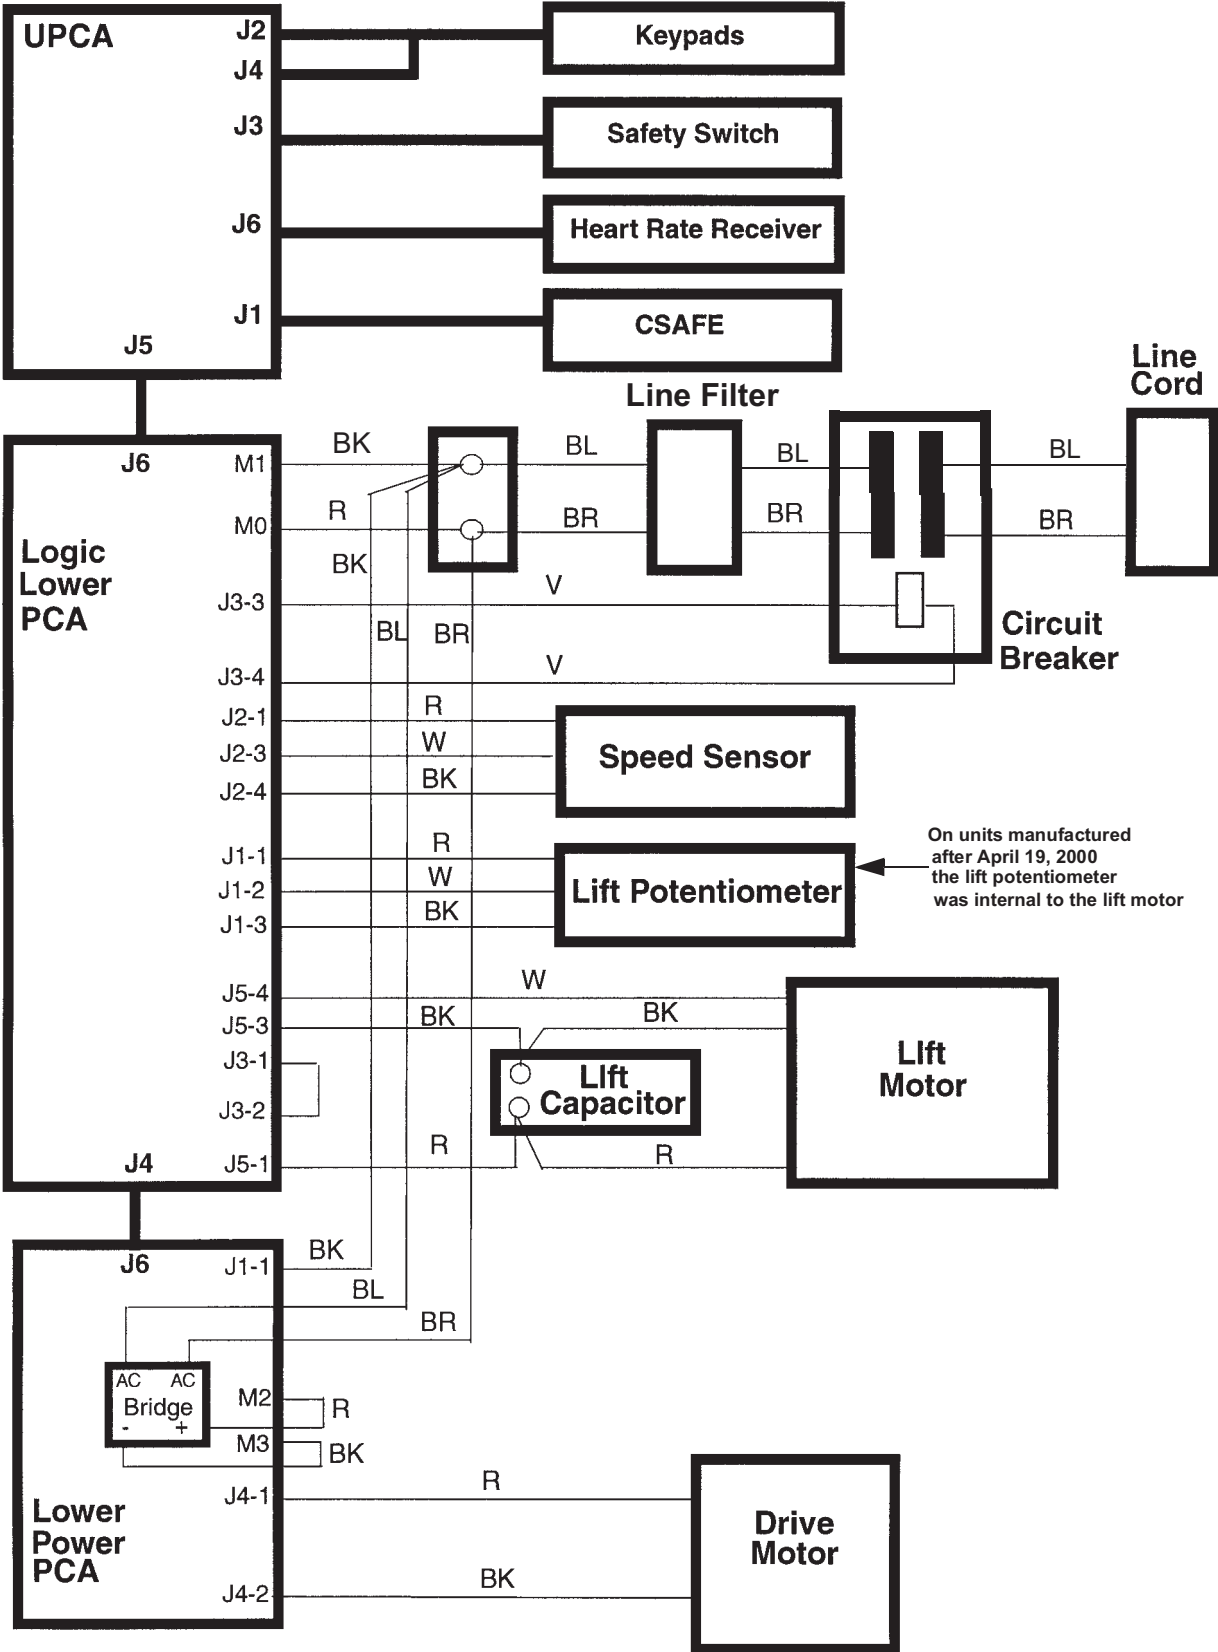 UPCA
J2
Keypads
J4
J3
Safety Switch
J6
Heart Rate Receiver
J1
CSAFE
J5
Line
Cord
Line Filter
J6
M1
BK
BL
BL
BL
M0
R
BR
BR
BR
Logic
Lower
PCA
BK
J3-3
V
BL
BR
Circuit
Breaker
J3-4
V
J2-1
R
J2-3
W
Speed Sensor
J2-4
BK
On units manufactured
after April 19, 2000
the lift potentiometer
was internal to the lift motor
J1-1
R
J1-2
W
Lift Potentiometer
J1-3
BK
J5-4
W
J5-3
BK
BK
J3-1
LIft
Capacitor
LIft
Motor
J3-2
J4
J5-1
R
R
J6
J1-1
BK
BL
BR
AC AC
Bridge
- +
M2
R
M3
BK
J4-1
R
Lower
Power
PCA
Drive
Motor
J4-2
BK